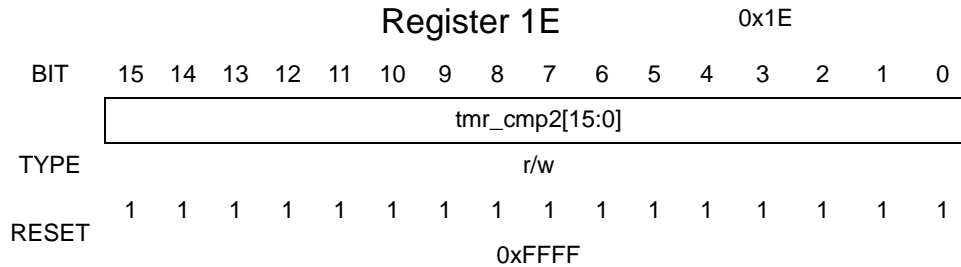 Register 1E 0x1E
BIT 15 14 13 12 11 10 9 8 7 6 5 4 3 2 1 0
tmr_cmp2[15:0]
TYPE r/w
RESET 1 1 1 1 1 1 1 1 1 1 1 1 1 1 1 1
0xFFFF